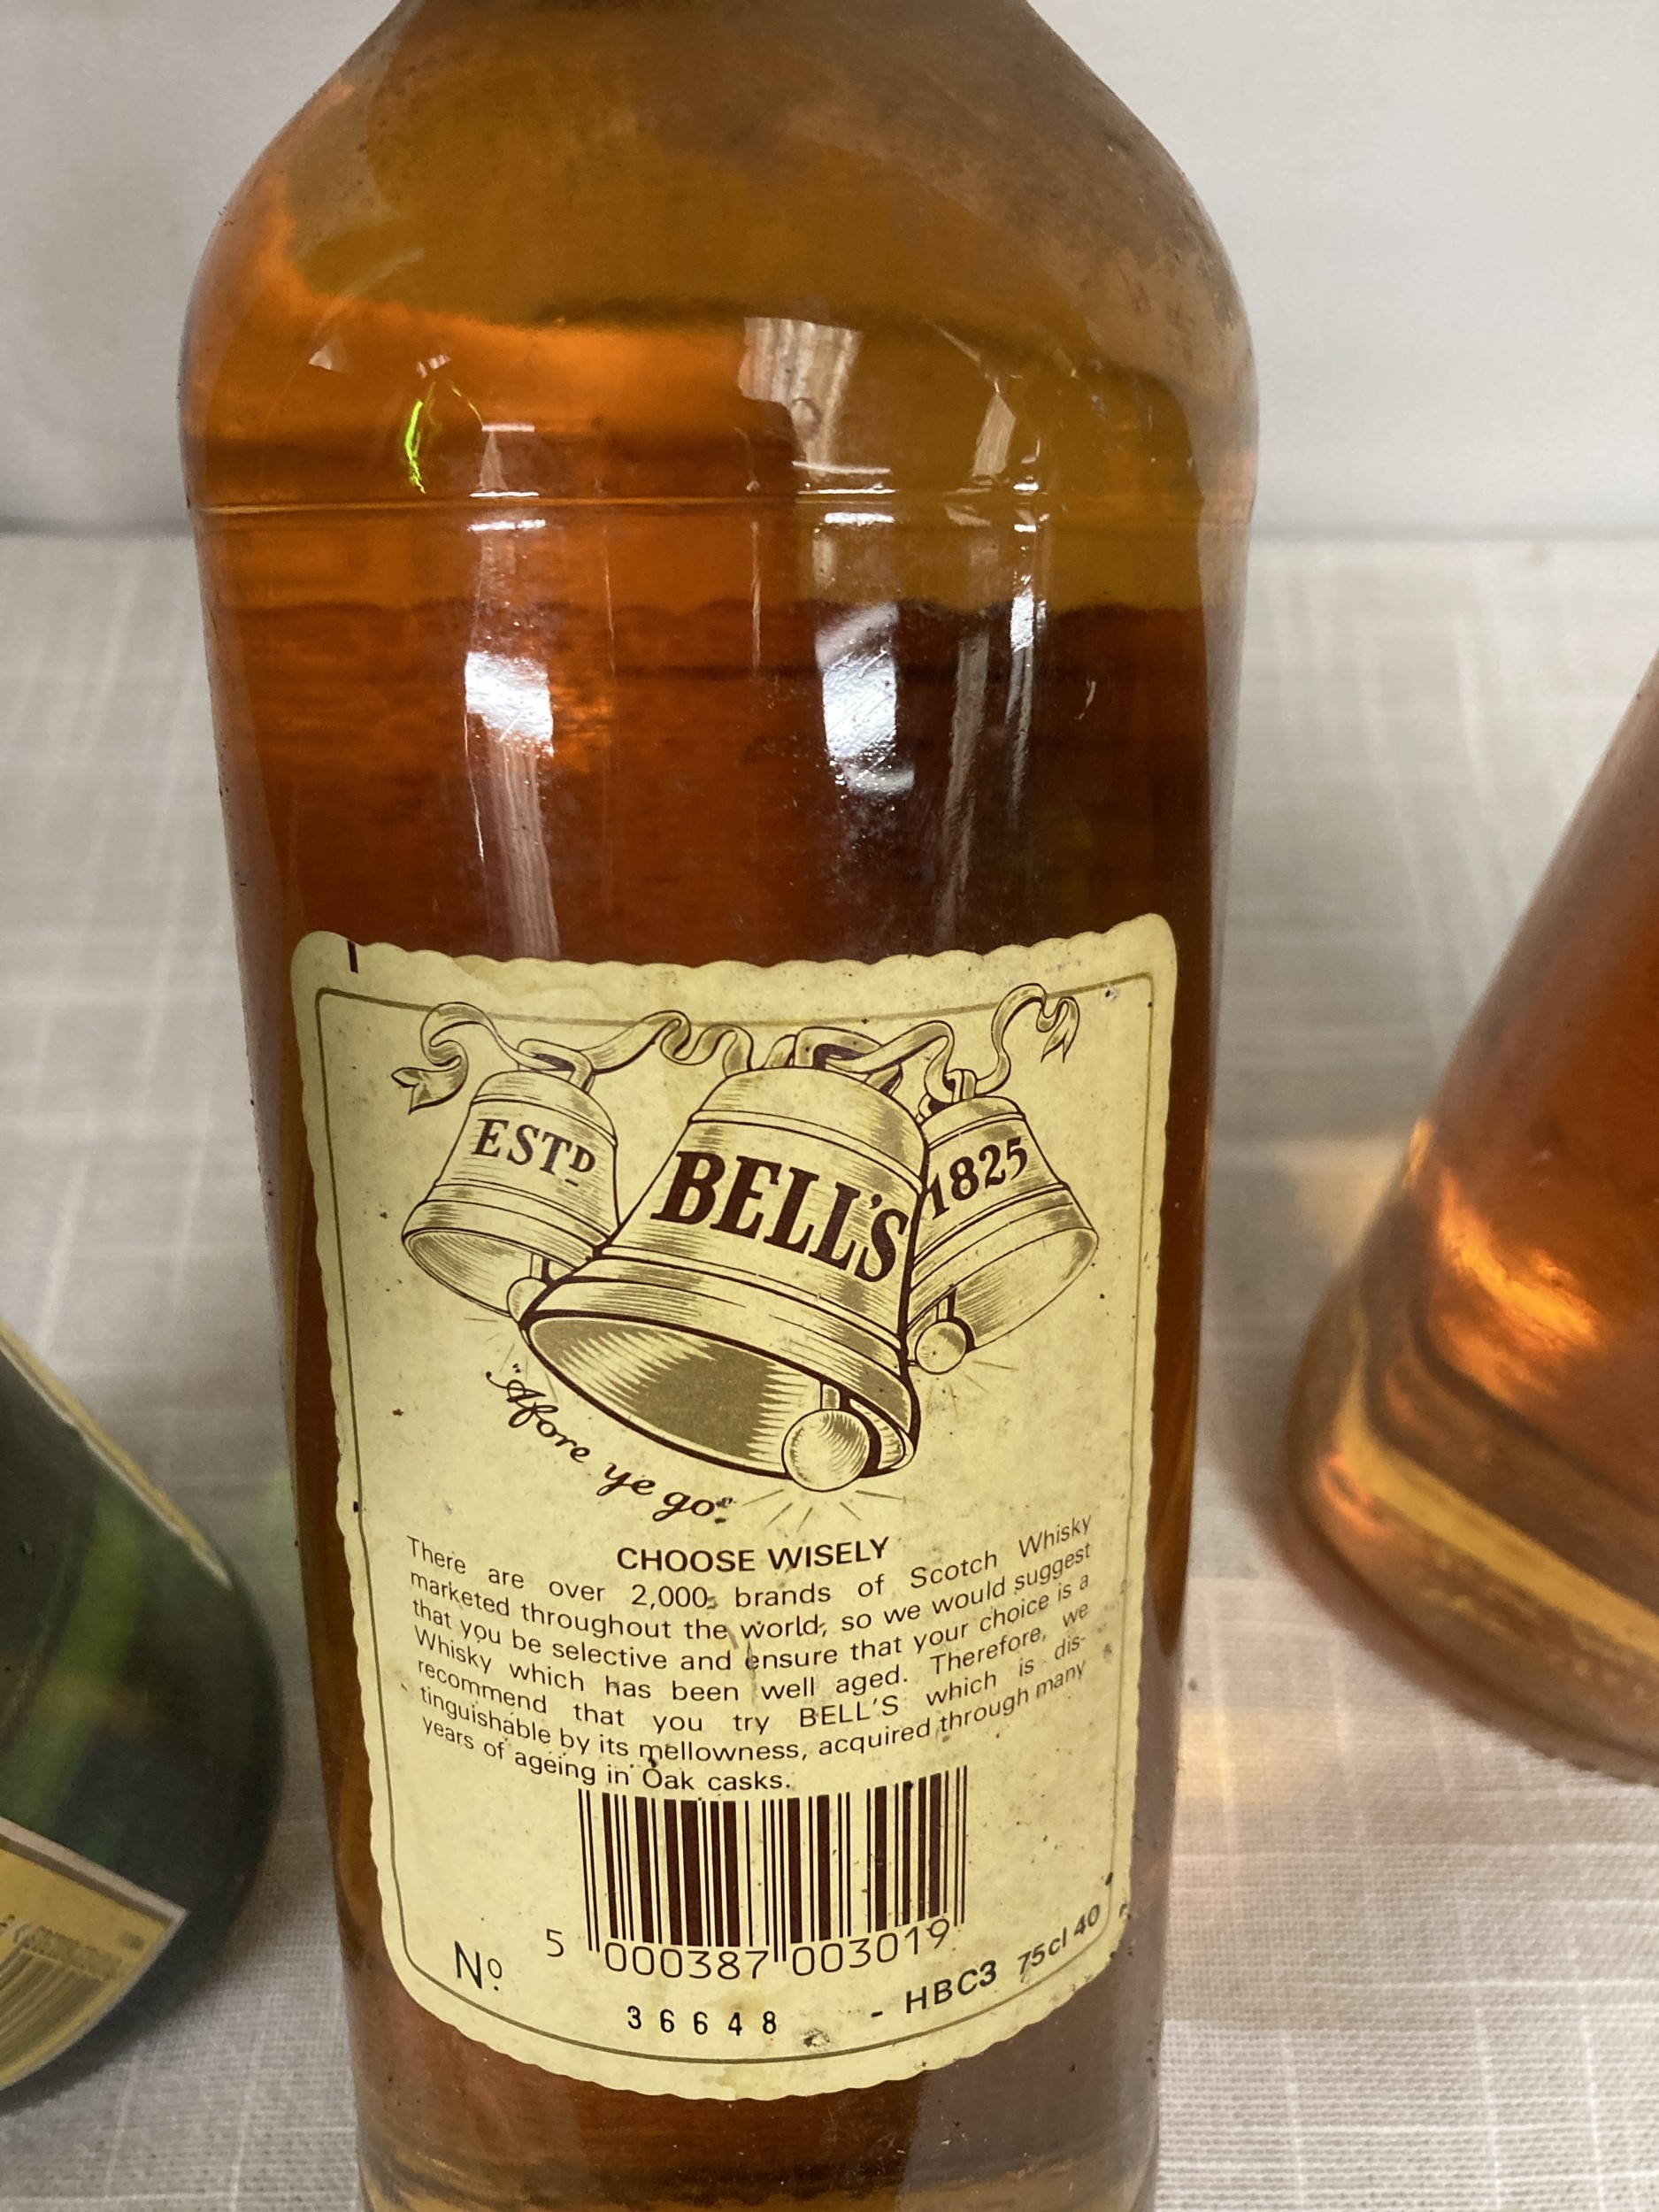 ESTD
BELL'S
1825
"Afore ye go"
CHOOSE WISELY
There are over 2,000 brands of Scotch Whisky
marketed throughout the world, so we would suggest
that you be selective and ensure that your choice is a
Whisky which has been well aged. Therefore, we
recommend that you try BELL'S which is dis-
tinguishable by its mellowness, acquired through many
years of ageing in Oak casks.
5 000387 003019
Nº
36648
- HBC3 75cl 40